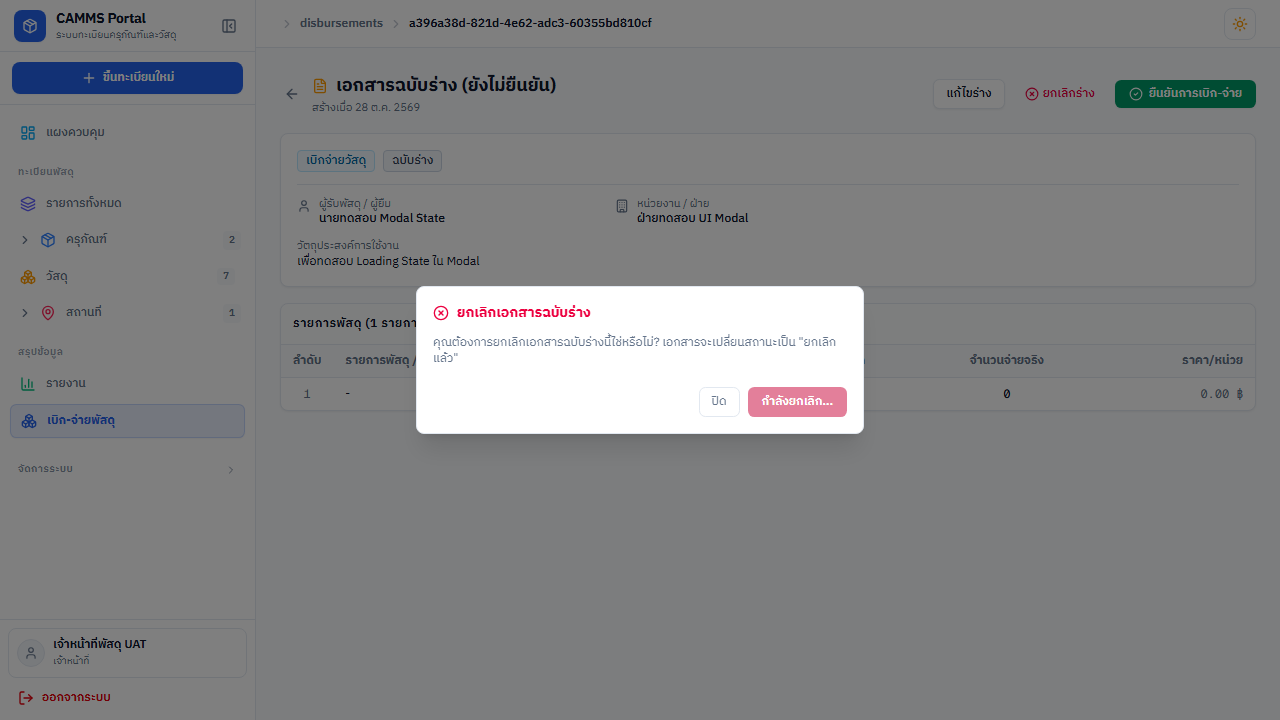 CAMMS Portal
ระบบทะเบียนครุภัณฑ์และวัสดุ
ขึ้นทะเบียนใหม่
แผงควบคุม
ทะเบียนพัสดุ
รายการทั้งหมด
ครุภัณฑ์ 2
วัสดุ 7
สถานที่ 1
สรุปข้อมูล
รายงาน
เบิก-จ่ายพัสดุ
จัดการระบบ
เจ้าหน้าที่พัสดุ UAT
เจ้าหน้าที่
ออกจากระบบ
disbursements a396a38d-821d-4e62-adc3-60355bd810cf
เอกสารฉบับร่าง (ยังไม่ยืนยัน)
สร้างเมื่อ 28 ต.ค. 2569
แก้ไขร่าง ยกเลิกร่าง ยืนยันการเบิก-จ่าย
เบิกจ่ายวัสดุ ฉบับร่าง
ผู้รับพัสดุ / ผู้ยืม หน่วยงาน / ฝ่าย
นายทดสอบ Modal State ฝ่ายทดสอบ UI Modal
วัตถุประสงค์การใช้งาน
เพื่อทดสอบ Loading State ใน Modal
รายการพัสดุ (1 รายกา
ลำดับ รายการพัสดุ / จำนวนจ่ายจริง ราคา/หน่วย
1 - 0 0.00 ฿
ยกเลิกเอกสารฉบับร่าง
คุณต้องการยกเลิกเอกสารฉบับร่างนี้ใช่หรือไม่? เอกสารจะเปลี่ยนสถานะเป็น "ยกเลิก
แล้ว"
ปิด กำลังยกเลิก...